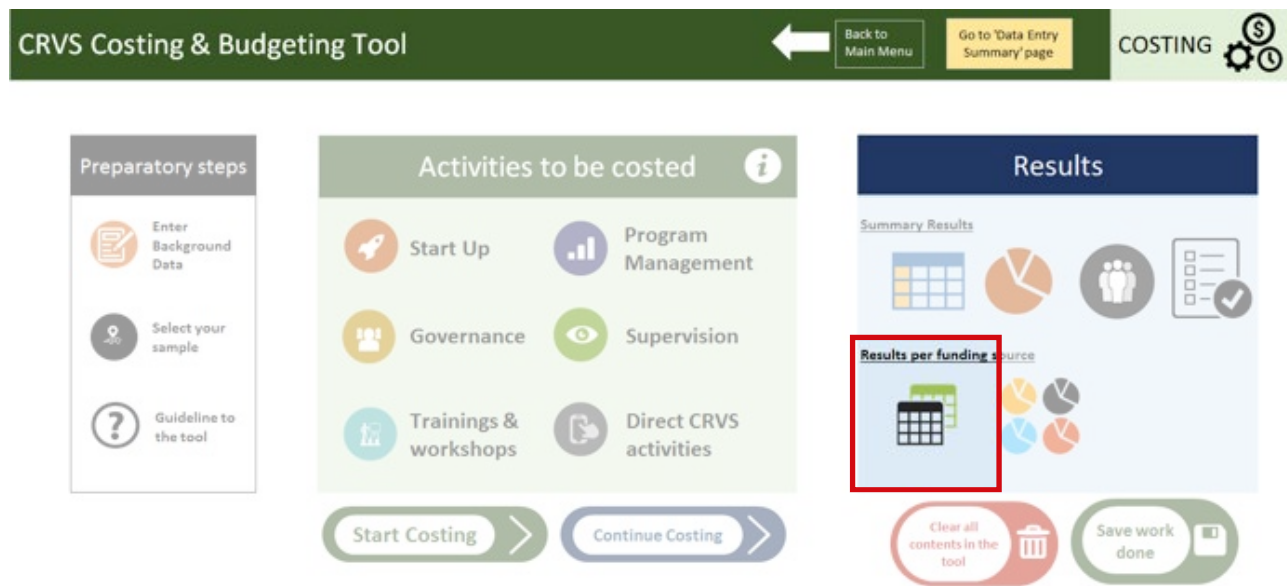 CRVS Costing & Budgeting Tool
Back to
Main Menu
Go to 'Data Entry
Summary' page
COSTING
Preparatory steps
Enter
Background
Data
Select your
sample
Guideline to
the tool
Activities to be costed
Start Up
Program
Management
Governance
Supervision
Trainings &
workshops
Direct CRVS
activities
Start Costing
Continue Costing
Results
Summary Results
Results per funding source
Clear all
contents in the
tool
Save work
done